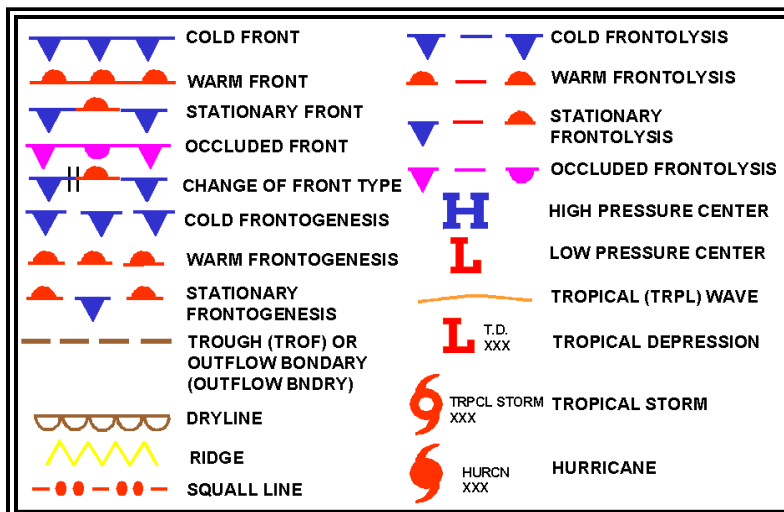 COLD FRONT
WARM FRONT
STATIONARY FRONT
OCCLUDED FRONT
CHANGE OF FRONT TYPE
COLD FRONTOGENESIS
WARM FRONTOGENESIS
STATIONARY
FRONTOGENESIS
TROUGH (TROF) OR
OUTFLOW BONDARY
(OUTFLOW BNDRY)
DRYLINE
RIDGE
SQUALL LINE
COLD FRONTOLYSIS
WARM FRONTOLYSIS
STATIONARY
FRONTOLYSIS
OCCLUDED FRONTOLYSIS
H HIGH PRESSURE CENTER
L LOW PRESSURE CENTER
TROPICAL (TRPL) WAVE
L T.D.
XXX
TROPICAL DEPRESSION
TRPCL STORM
XXX
TROPICAL STORM
HURCN
XXX
HURRICANE